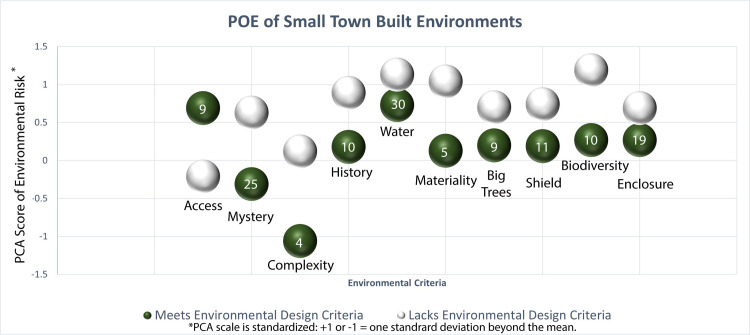 POE of Small Town Built Environments
PCA Score of Environmental Risk *
1.5
1
0.5
0
-0.5
-1
-1.5
9
Access
25
Mystery
4
Complexity
10
History
30
Water
5
Materiality
9
Big
Trees
11
Shield
10
Biodiversity
19
Enclosure
Environmental Criteria
Meets Environmental Design Criteria
Lacks Environmental Design Criteria
*PCA scale is standardized: +1 or -1 = one standrard deviation beyond the mean.